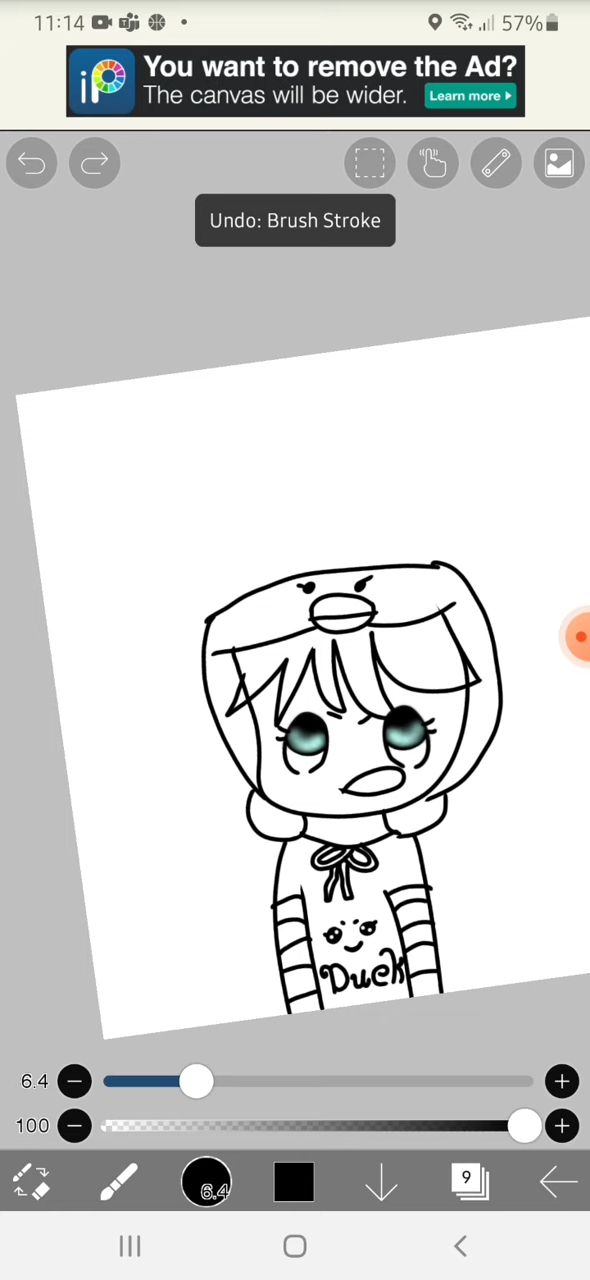 11:14
57%
iP
You want to remove the Ad?
The canvas will be wider.
Learn more
Undo: Brush Stroke
Duck
6.4
100
6.4
9